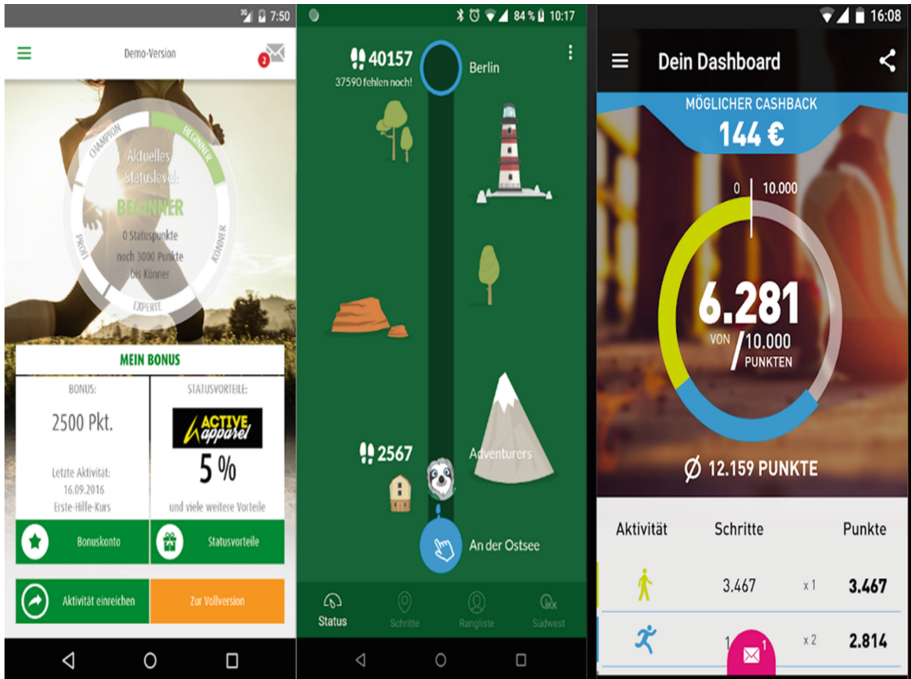 3G 7:50
Demo-Version
2
CHAMPION
BEGINNER
KÖNNER
EXPERTE
PROFI
Aktuelles
Statuslevel:
BEGINNER
0 Statuspunkte
noch 3000 Punkte
bis Könner
MEIN BONUS
BONUS:
2500 Pkt.
Letzte Aktivität:
16.09.2016
Erste-Hilfe-Kurs
STATUSVORTEILE:
ACTIVE
apparel
5 %
und viele weitere Vorteile
Bonuskonto
Statusvorteile
Aktivität einreichen
Zur Vollversion
84 % 10:17
40157
37590 fehlen noch!
Berlin
2567
Adventurers
An der Ostsee
Status
Schritte
Rangliste
Südwest
16:08
Dein Dashboard
MÖGLICHER CASHBACK
144 €
0 10.000
6.281
VON /10.000
PUNKTEN
Ø 12.159 PUNKTE
Aktivität Schritte Punkte
3.467 x 1 3.467
1 x 2 2.814
1